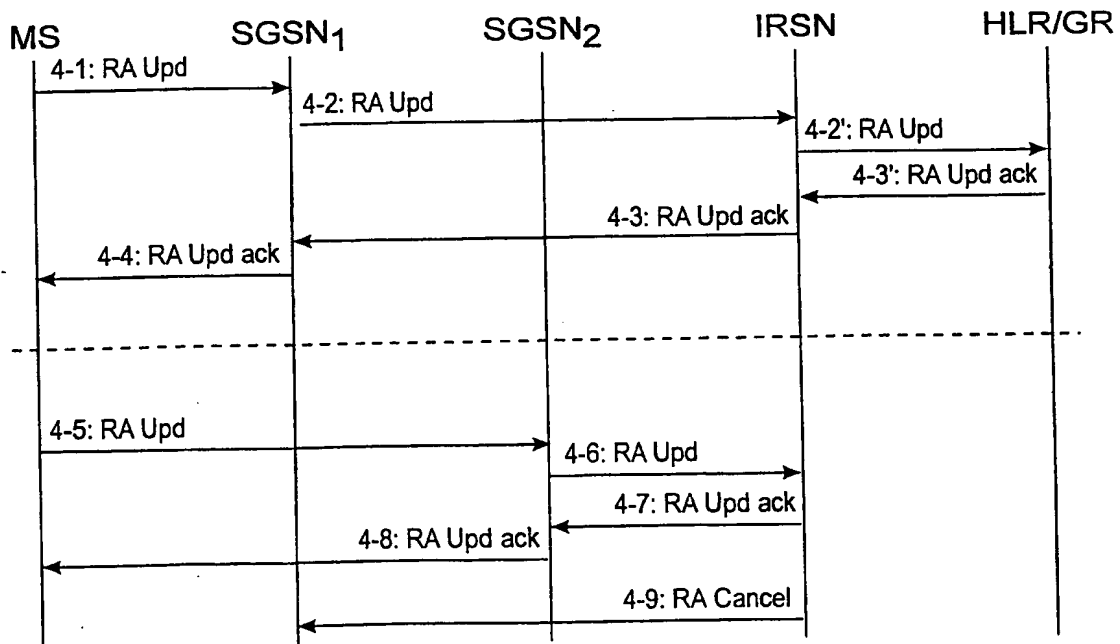 MS SGSN1 SGSN2 IRSN HLR/GR
4-1: RA Upd
4-2: RA Upd
4-2': RA Upd
4-3': RA Upd ack
4-3: RA Upd ack
4-4: RA Upd ack
4-5: RA Upd
4-6: RA Upd
4-7: RA Upd ack
4-8: RA Upd ack
4-9: RA Cancel